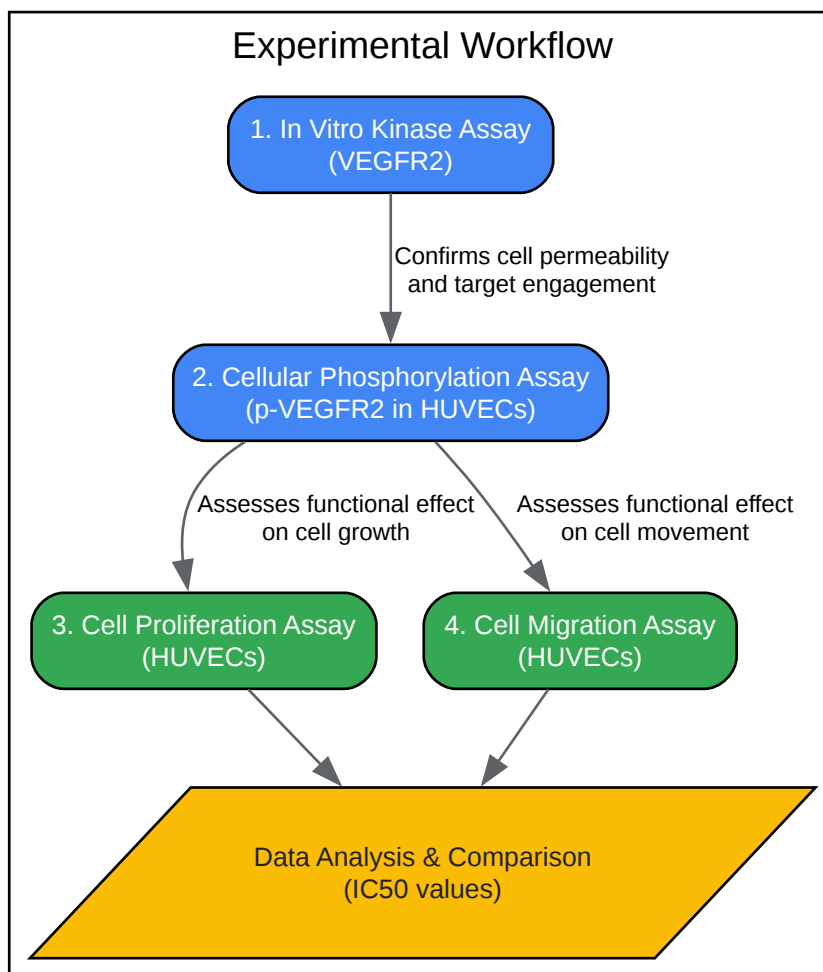 Experimental Workflow
1. In Vitro Kinase Assay
(VEGFR2)
Confirms cell permeability
and target engagement
2. Cellular Phosphorylation Assay
(p-VEGFR2 in HUVECs)
Assesses functional effect
on cell growth
Assesses functional effect
on cell movement
3. Cell Proliferation Assay
(HUVECs)
4. Cell Migration Assay
(HUVECs)
Data Analysis & Comparison
(IC50 values)